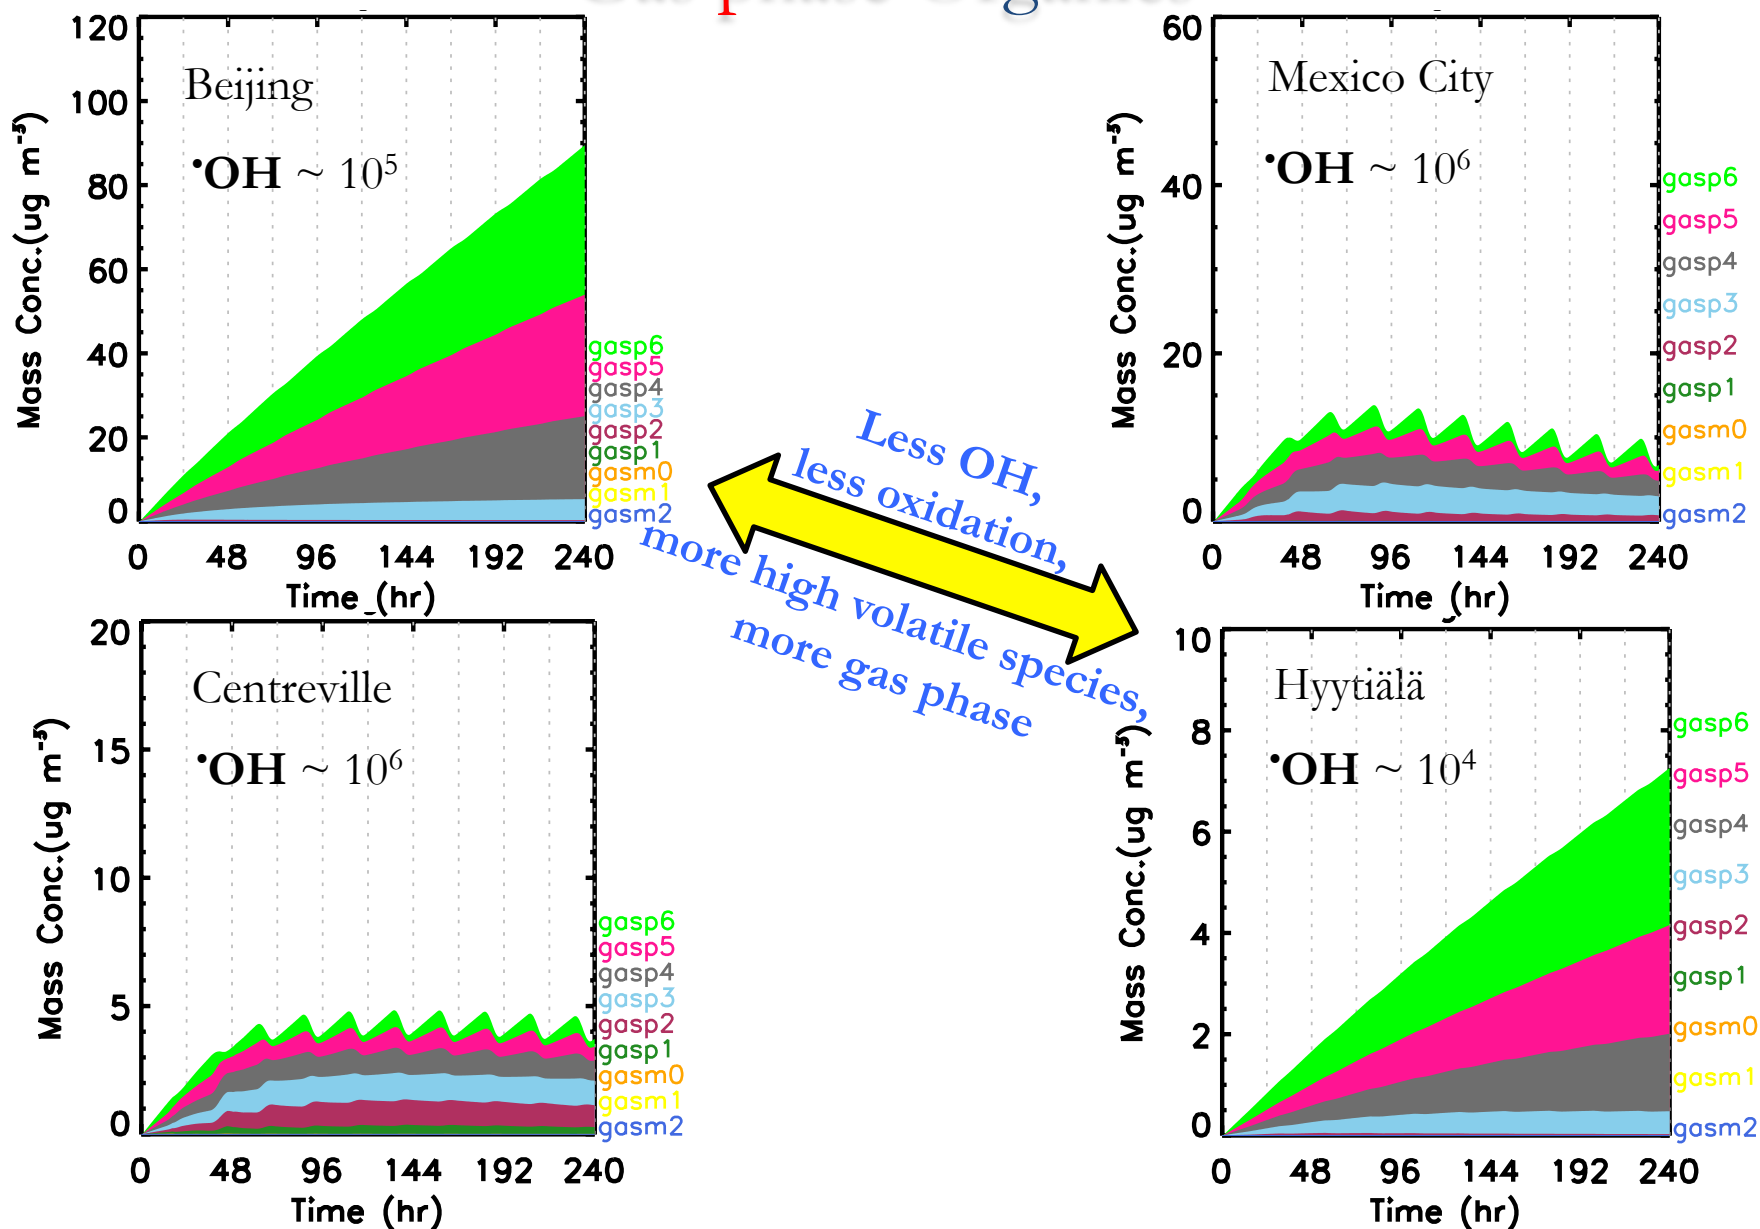 Gas phase Organics
120
100
80
60
40
20
0
Mass Conc.(ug m⁻³)
Beijing
•OH ~ 10⁵
gasp6
gasp5
gasp4
gasp3
gasp2
gasp1
gasm0
gasm1
gasm2
0 48 96 144 192 240
Time (hr)
60
40
20
0
Mass Conc.(ug m⁻³)
Mexico City
•OH ~ 10⁶
gasp6
gasp5
gasp4
gasp3
gasp2
gasp1
gasm0
gasm1
gasm2
0 48 96 144 192 240
Time (hr)
Less OH,
less oxidation,
more high volatile species,
more gas phase
20
15
10
5
0
Mass Conc.(ug m⁻³)
Centreville
•OH ~ 10⁶
gasp6
gasp5
gasp4
gasp3
gasp2
gasp1
gasm0
gasm1
gasm2
0 48 96 144 192 240
Time (hr)
10
8
6
4
2
0
Mass Conc.(ug m⁻³)
Hyytiälä
•OH ~ 10⁴
gasp6
gasp5
gasp4
gasp3
gasp2
gasp1
gasm0
gasm1
gasm2
0 48 96 144 192 240
Time (hr)